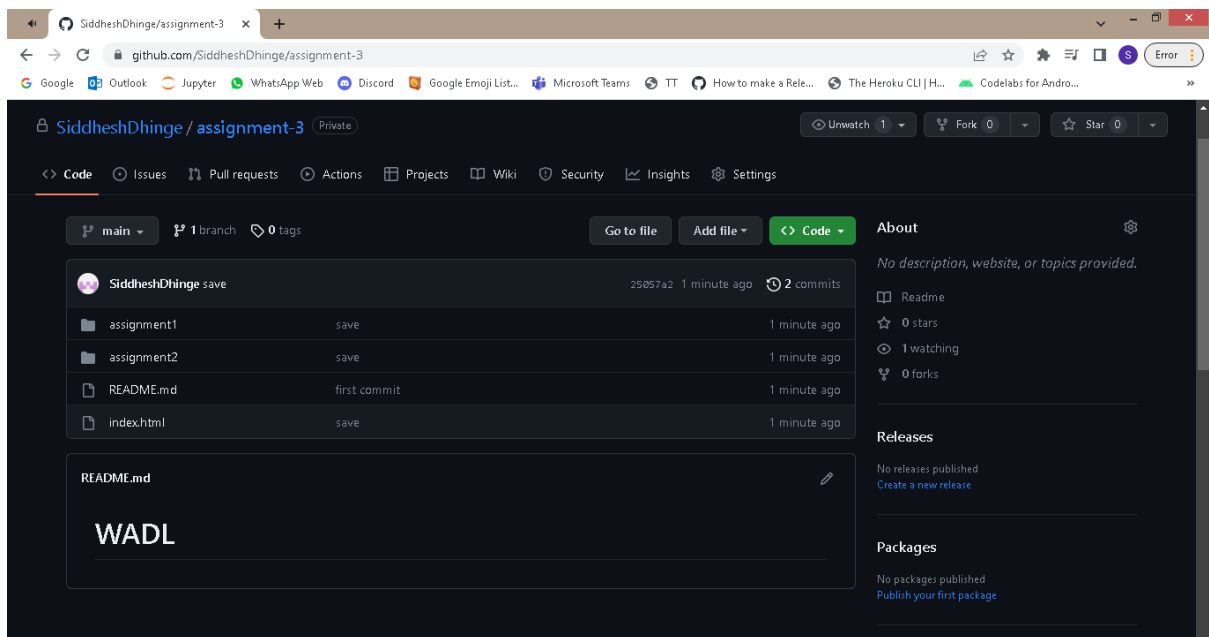 SiddheshDhinge/assignment-3
github.com/SiddheshDhinge/assignment-3
S
Error
Google Outlook Jupyter WhatsApp Web Discord Google Emoji List... Microsoft Teams TT How to make a Rele... The Heroku CLI | H... Codelabs for Andro... »
SiddheshDhinge / assignment-3 Private
Unwatch 1 Fork 0 Star 0
Code Issues Pull requests Actions Projects Wiki Security Insights Settings
main 1 branch 0 tags
Go to file Add file Code
SiddheshDhinge save 25057a2 1 minute ago 2 commits
assignment1 save 1 minute ago
assignment2 save 1 minute ago
README.md first commit 1 minute ago
index.html save 1 minute ago
README.md
WADL
About
No description, website, or topics provided.
Readme
0 stars
1 watching
0 forks
Releases
No releases published
Create a new release
Packages
No packages published
Publish your first package